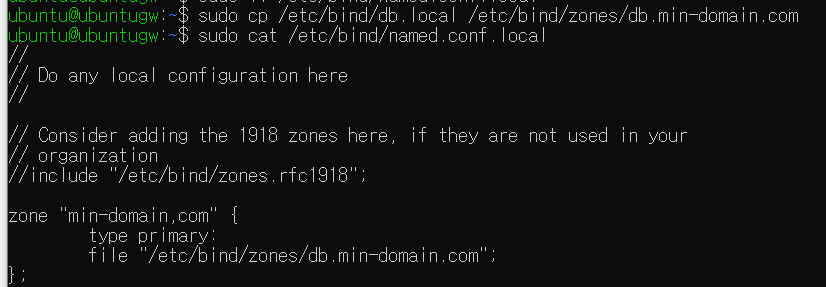 ubuntu@ubuntugw:~$ sudo cp /etc/bind/db.local /etc/bind/zones/db.min-domain.com
ubuntu@ubuntugw:~$ sudo cat /etc/bind/named.conf.local
//
// Do any local configuration here
//
// Consider adding the 1918 zones here, if they are not used in your
// organization
//include "/etc/bind/zones.rfc1918";
zone "min-domain,com" {
        type primary:
        file "/etc/bind/zones/db.min-domain.com";
};